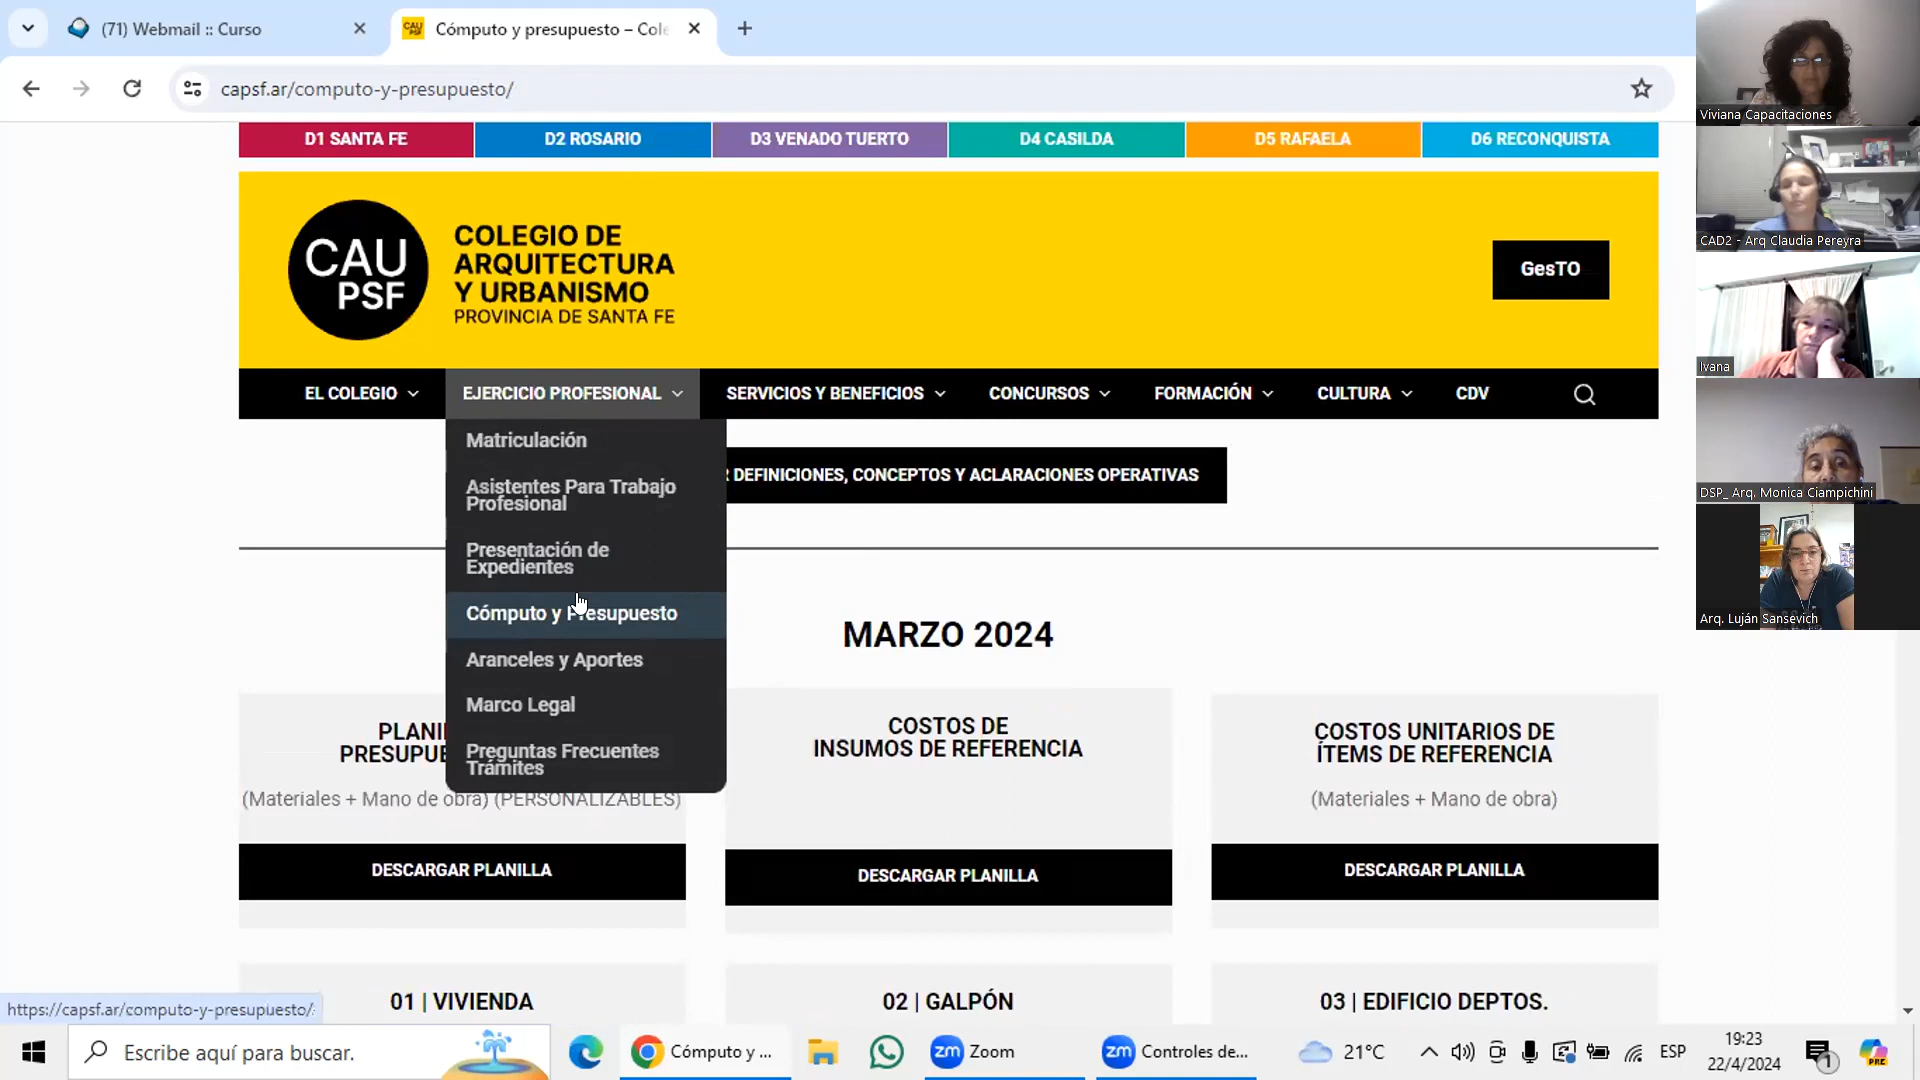 (71) Webmail :: Curso
Cómputo y presupuesto – Cole
capsf.ar/computo-y-presupuesto/
D1 SANTA FE
D2 ROSARIO
D3 VENADO TUERTO
D4 CASILDA
D5 RAFAELA
D6 RECONQUISTA
CAU
PSF
COLEGIO DE
ARQUITECTURA
Y URBANISMO
PROVINCIA DE SANTA FE
GesTO
EL COLEGIO
EJERCICIO PROFESIONAL
SERVICIOS Y BENEFICIOS
CONCURSOS
FORMACIÓN
CULTURA
CDV
Matriculación
Asistentes Para Trabajo
Profesional
Presentación de
Expedientes
Cómputo y Presupuesto
Aranceles y Aportes
Marco Legal
Preguntas Frecuentes
Trámites
DEFINICIONES, CONCEPTOS Y ACLARACIONES OPERATIVAS
MARZO 2024
PLANI
PRESUPUE
(Materiales + Mano de obra) (PERSONALIZABLES)
DESCARGAR PLANILLA
COSTOS DE
INSUMOS DE REFERENCIA
DESCARGAR PLANILLA
COSTOS UNITARIOS DE
ÍTEMS DE REFERENCIA
(Materiales + Mano de obra)
DESCARGAR PLANILLA
01 | VIVIENDA
02 | GALPÓN
03 | EDIFICIO DEPTOS.
https://capsf.ar/computo-y-presupuesto/
Viviana Capacitaciones
CAD2 - Arq Claudia Pereyra
Ivana
DSP_ Arq. Monica Ciampichini
Arq. Luján Sansevich
Escribe aquí para buscar.
Cómputo y ...
zm
Zoom
zm
Controles de...
21°C
ESP
19:23
22/4/2024
1
PRE